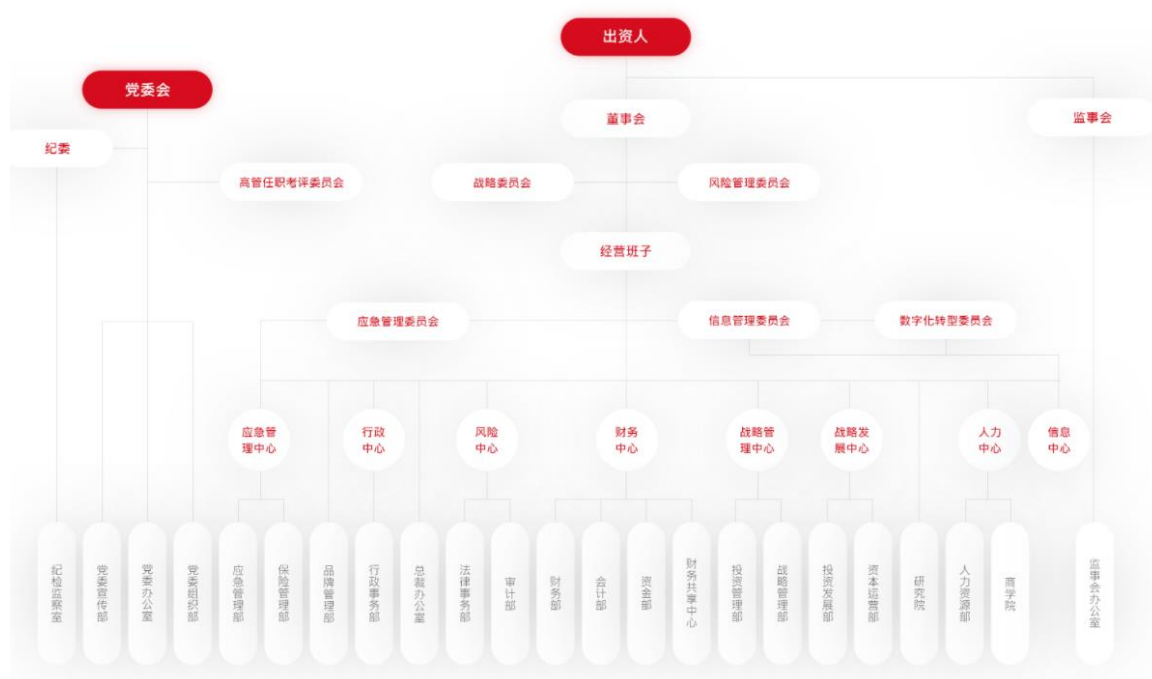 出资人
党委会
董事会
监事会
纪委
高管任职考评委员会
战略委员会
风险管理委员会
经营班子
应急管理委员会
信息管理委员会
数字化转型委员会
应急管
理中心
行政
中心
风险
中心
财务
中心
战略管
理中心
战略发
展中心
人力
中心
信息
中心
纪检监察室
党委宣传部
党委办公室
党委组织部
应急管理部
保险管理部
品牌管理部
行政事务部
总裁办公室
法律事务部
审计部
财务部
会计部
资金部
财务共享中心
投资管理部
战略管理部
投资发展部
资本运营部
研究院
人力资源部
商学院
监事会办公室